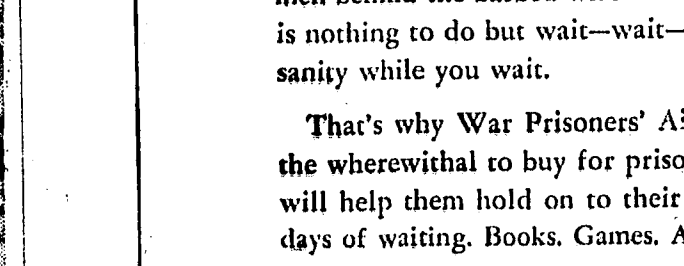 is nothing to do but wait—wait—
sanity while you wait.
That's why War Prisoners'
the wherewithal to buy for
will help them hold on to their
days of waiting. Books. Games.